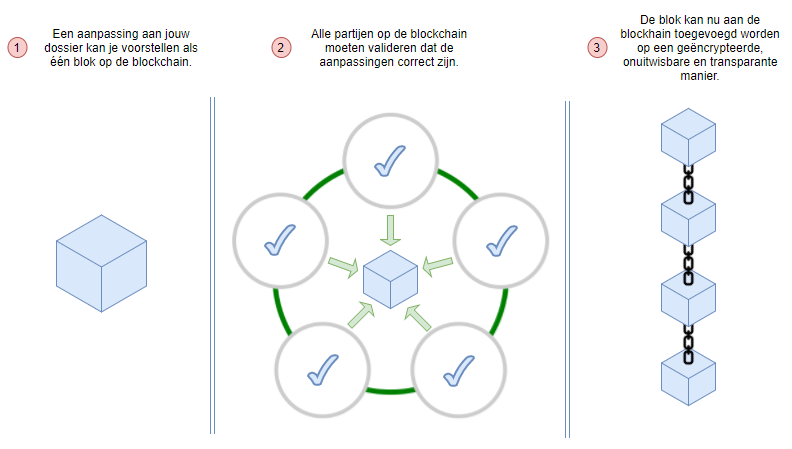 1
Een aanpassing aan jouw
dossier kan je voorstellen als
één blok op de blockchain.
2
Alle partijen op de blockchain
moeten valideren dat de
aanpassingen correct zijn.
3
De blok kan nu aan de
blockhain toegevoegd worden
op een geëncrypteerde,
onuitwisbare en transparante
manier.